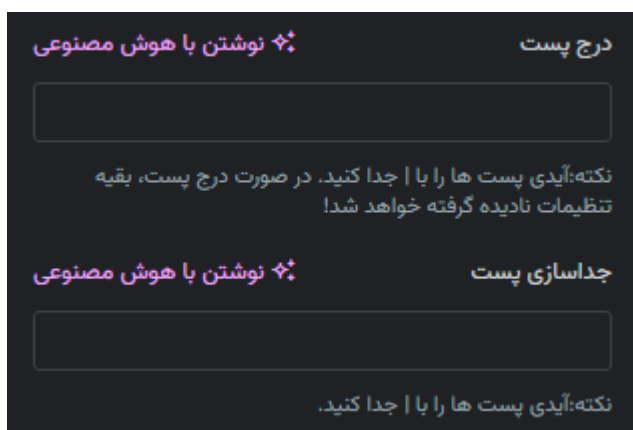 درج پست
نوشتن با هوش مصنوعی
نکته:آیدی پست ها را با | جدا کنید. در صورت درج پست، بقیه
تنظیمات نادیده گرفته خواهد شد!
جداسازی پست
نوشتن با هوش مصنوعی
نکته:آیدی پست ها را با | جدا کنید.